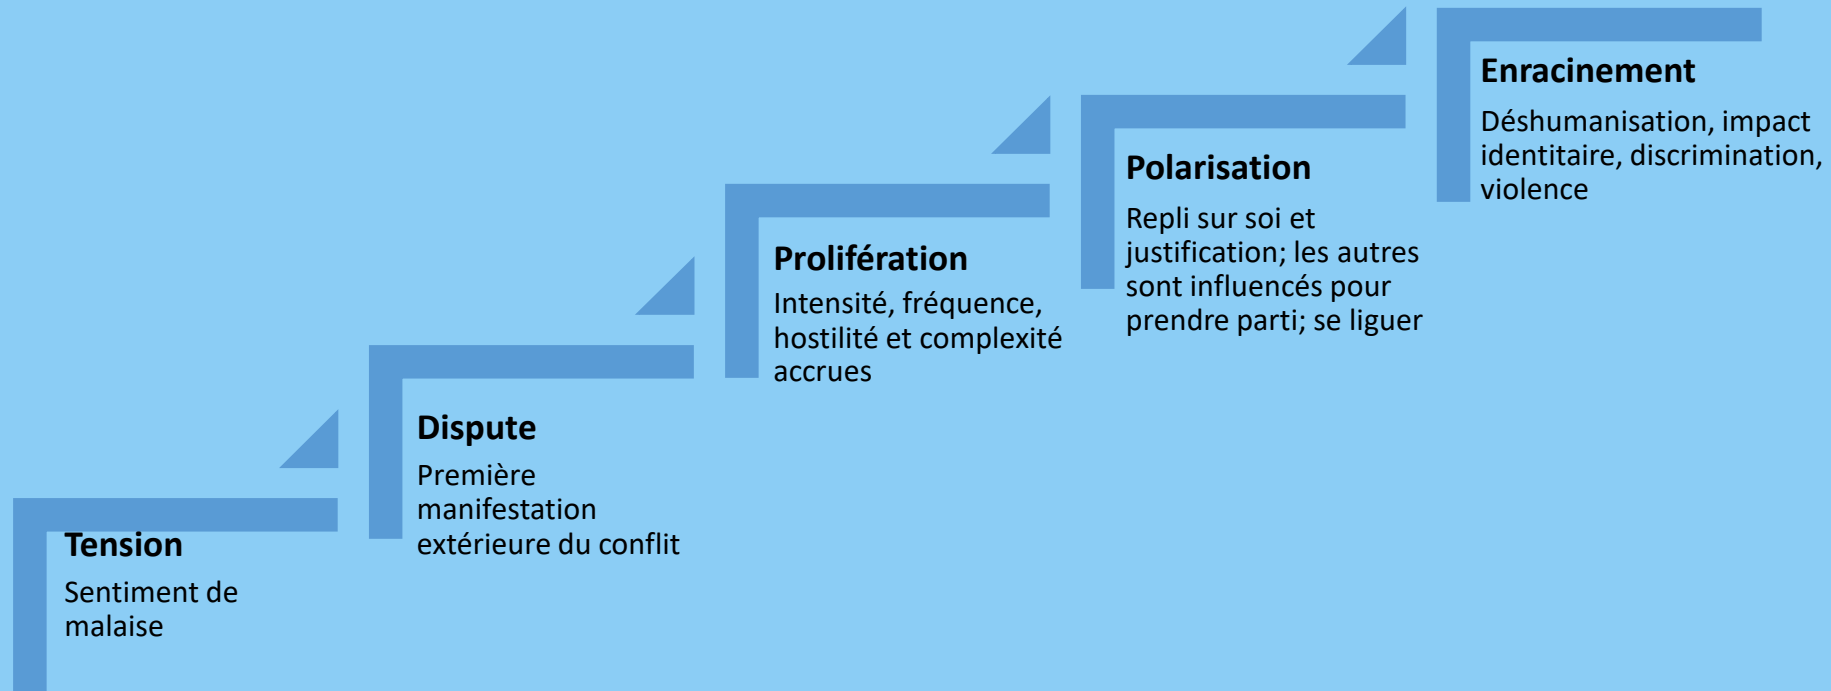 Tension
Sentiment de
malaise
Dispute
Première
manifestation
extérieure du conflit
Prolifération
Intensité, fréquence,
hostilité et complexité
accrues
Polarisation
Repli sur soi et
justification; les autres
sont influencés pour
prendre parti; se liguer
Enracinement
Déshumanisation, impact
identitaire, discrimination,
violence